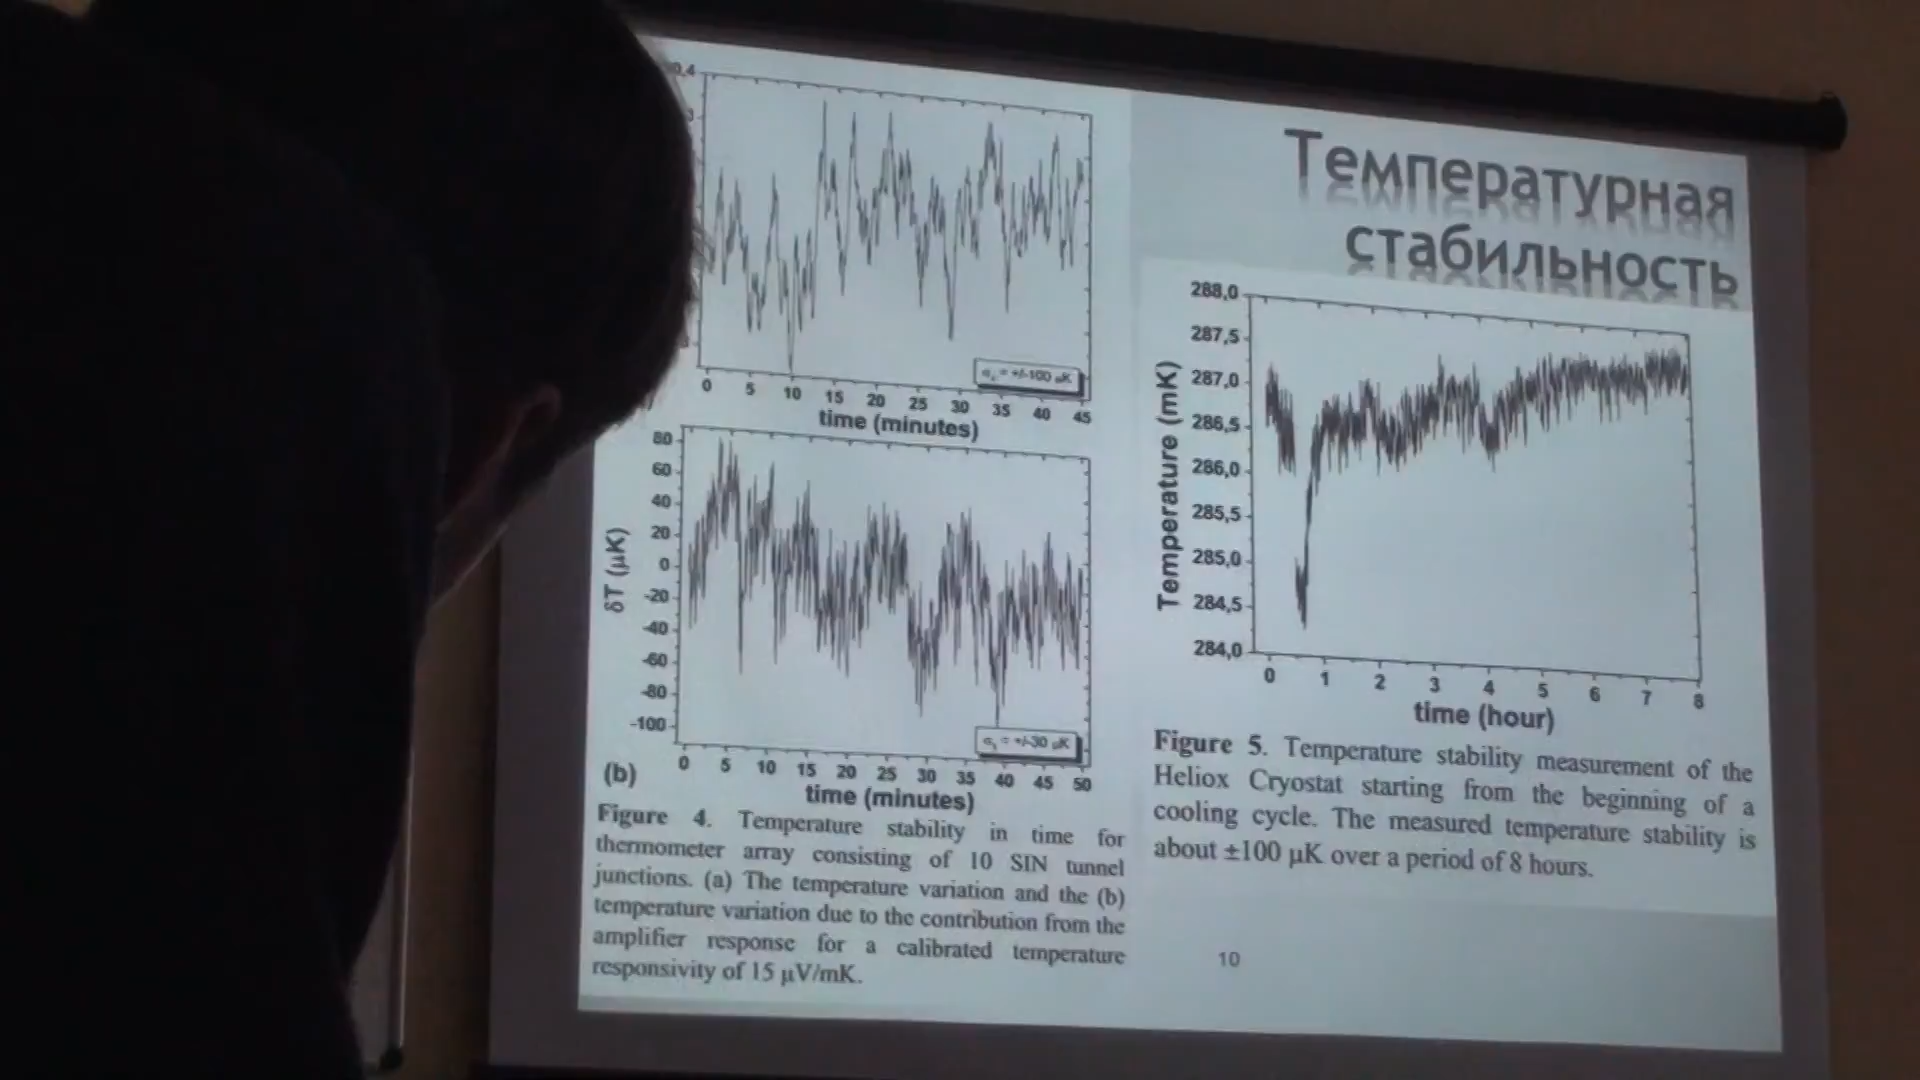 Температурная
стабильность
0 5 10 15 20 25 30 35 40 45
time (minutes)
80
60
40
20
0
-20
-40
-60
-80
-100
δT (μK)
0 5 10 15 20 25 30 35 40 45 50
time (minutes)
(b)
Figure 4. Temperature stability in time for
thermometer array consisting of 10 SIN tunnel
junctions. (a) The temperature variation and the (b)
temperature variation due to the contribution from the
amplifier response for a calibrated temperature
responsivity of 15 μV/mK.
288,0
287,5
287,0
286,5
286,0
285,5
285,0
284,5
284,0
Temperature (mK)
0 1 2 3 4 5 6 7 8
time (hour)
Figure 5. Temperature stability measurement of the
Heliox Cryostat starting from the beginning of a
cooling cycle. The measured temperature stability is
about ±100 μK over a period of 8 hours.
10